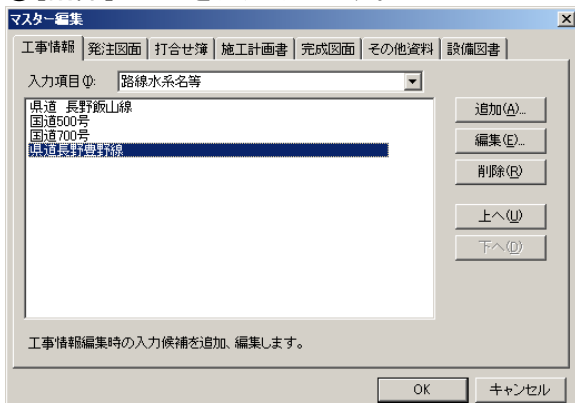 マスター編集
工事情報 発注図面 打合せ簿 施工計画書 完成図面 その他資料 設備図書
入力項目(I): 路線水系名等
県道 長野飯山線
国道500号
国道700号
県道長野豊野線
追加(A)...
編集(E)...
削除(R)
上へ(U)
下へ(D)
工事情報編集時の入力候補を追加、編集します。
OK キャンセル